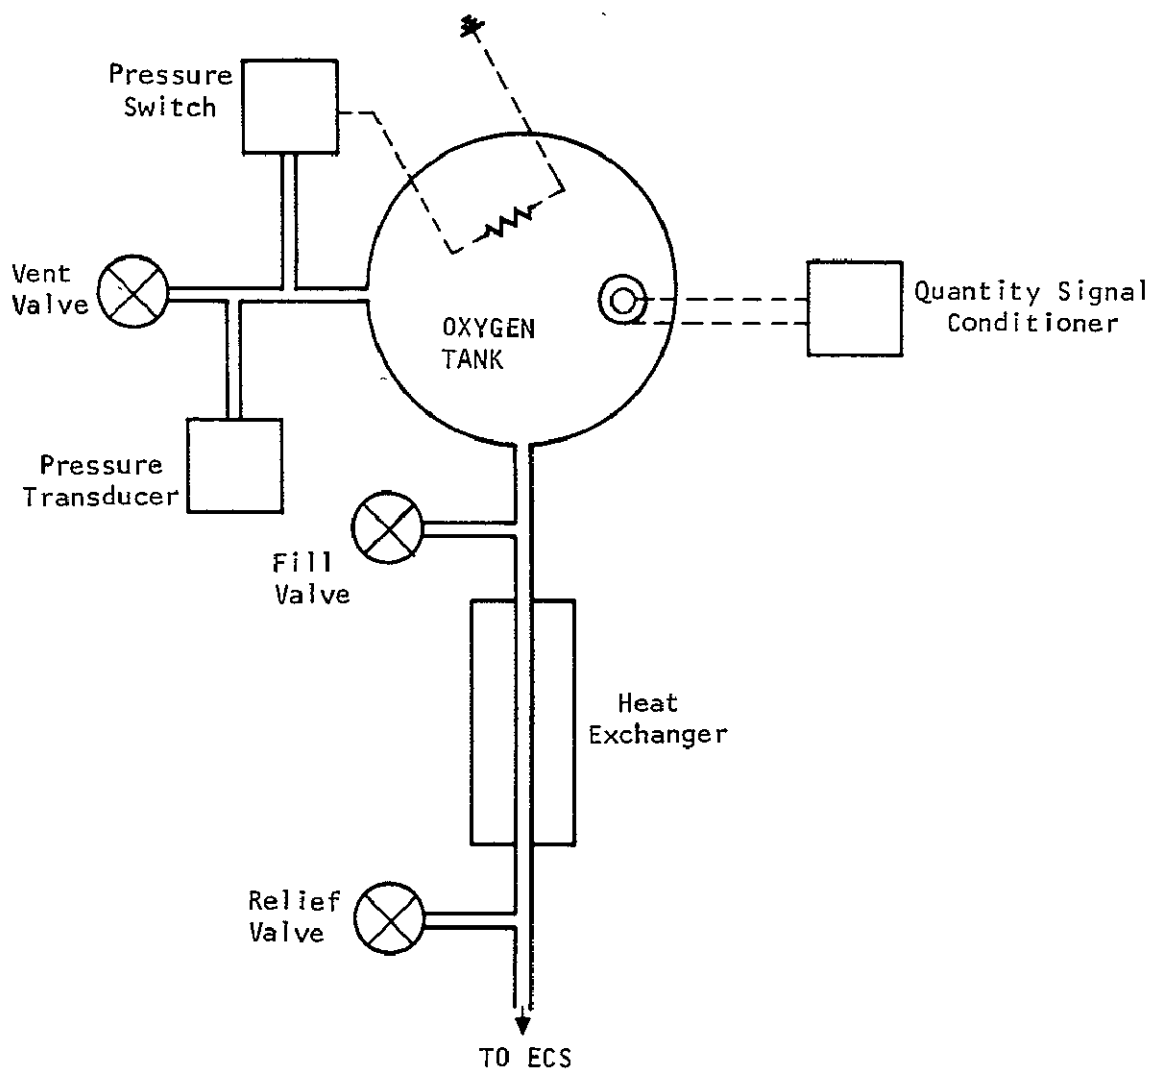 Pressure
Switch
Vent
Valve
OXYGEN
TANK
Quantity Signal
Conditioner
Pressure
Transducer
Fill
Valve
Heat
Exchanger
Relief
Valve
TO ECS